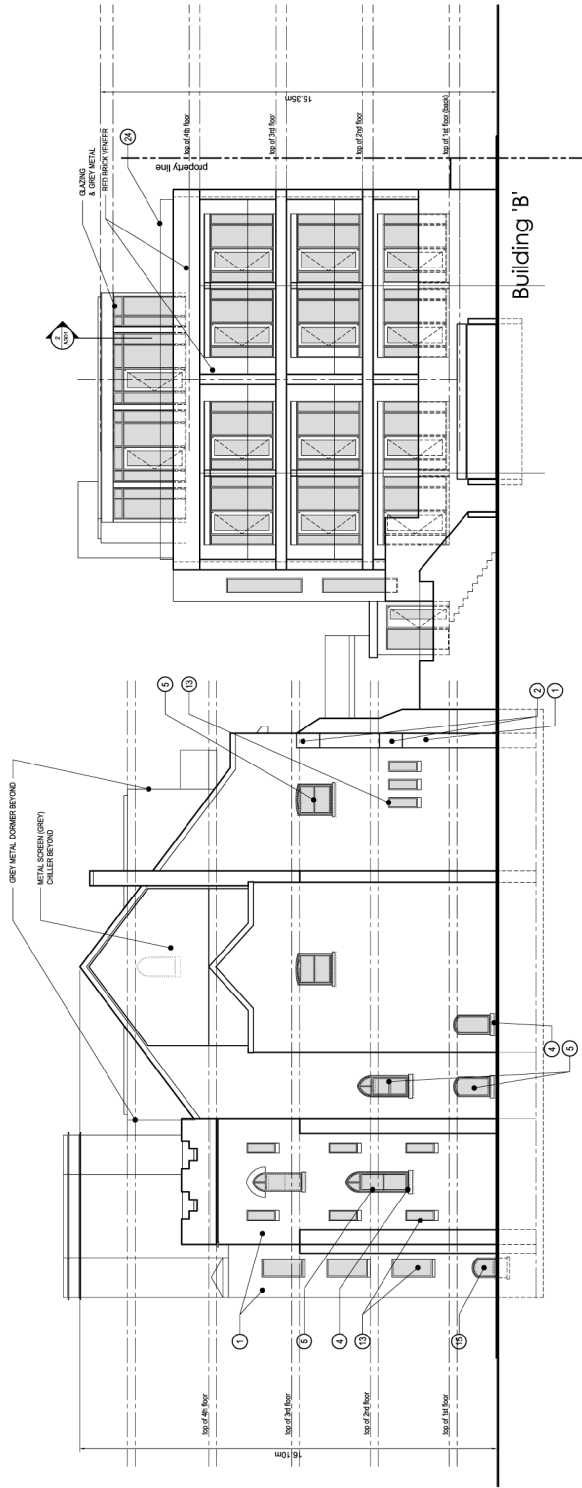 GREY METAL DORMER BEYOND
METAL SCREEN (GREY)
CHILLER BEYOND
GLAZING
& GREY METAL
RED BRICK VENEER
24
property line
2
5
13
2
1
4
5
1
5
4
13
15
top of 4th floor
top of 3rd floor
top of 2nd floor
top of 1st floor
16.10m
top of 4th floor
top of 3rd floor
top of 2nd floor
top of 1st floor (back)
15.35m
Building 'B'